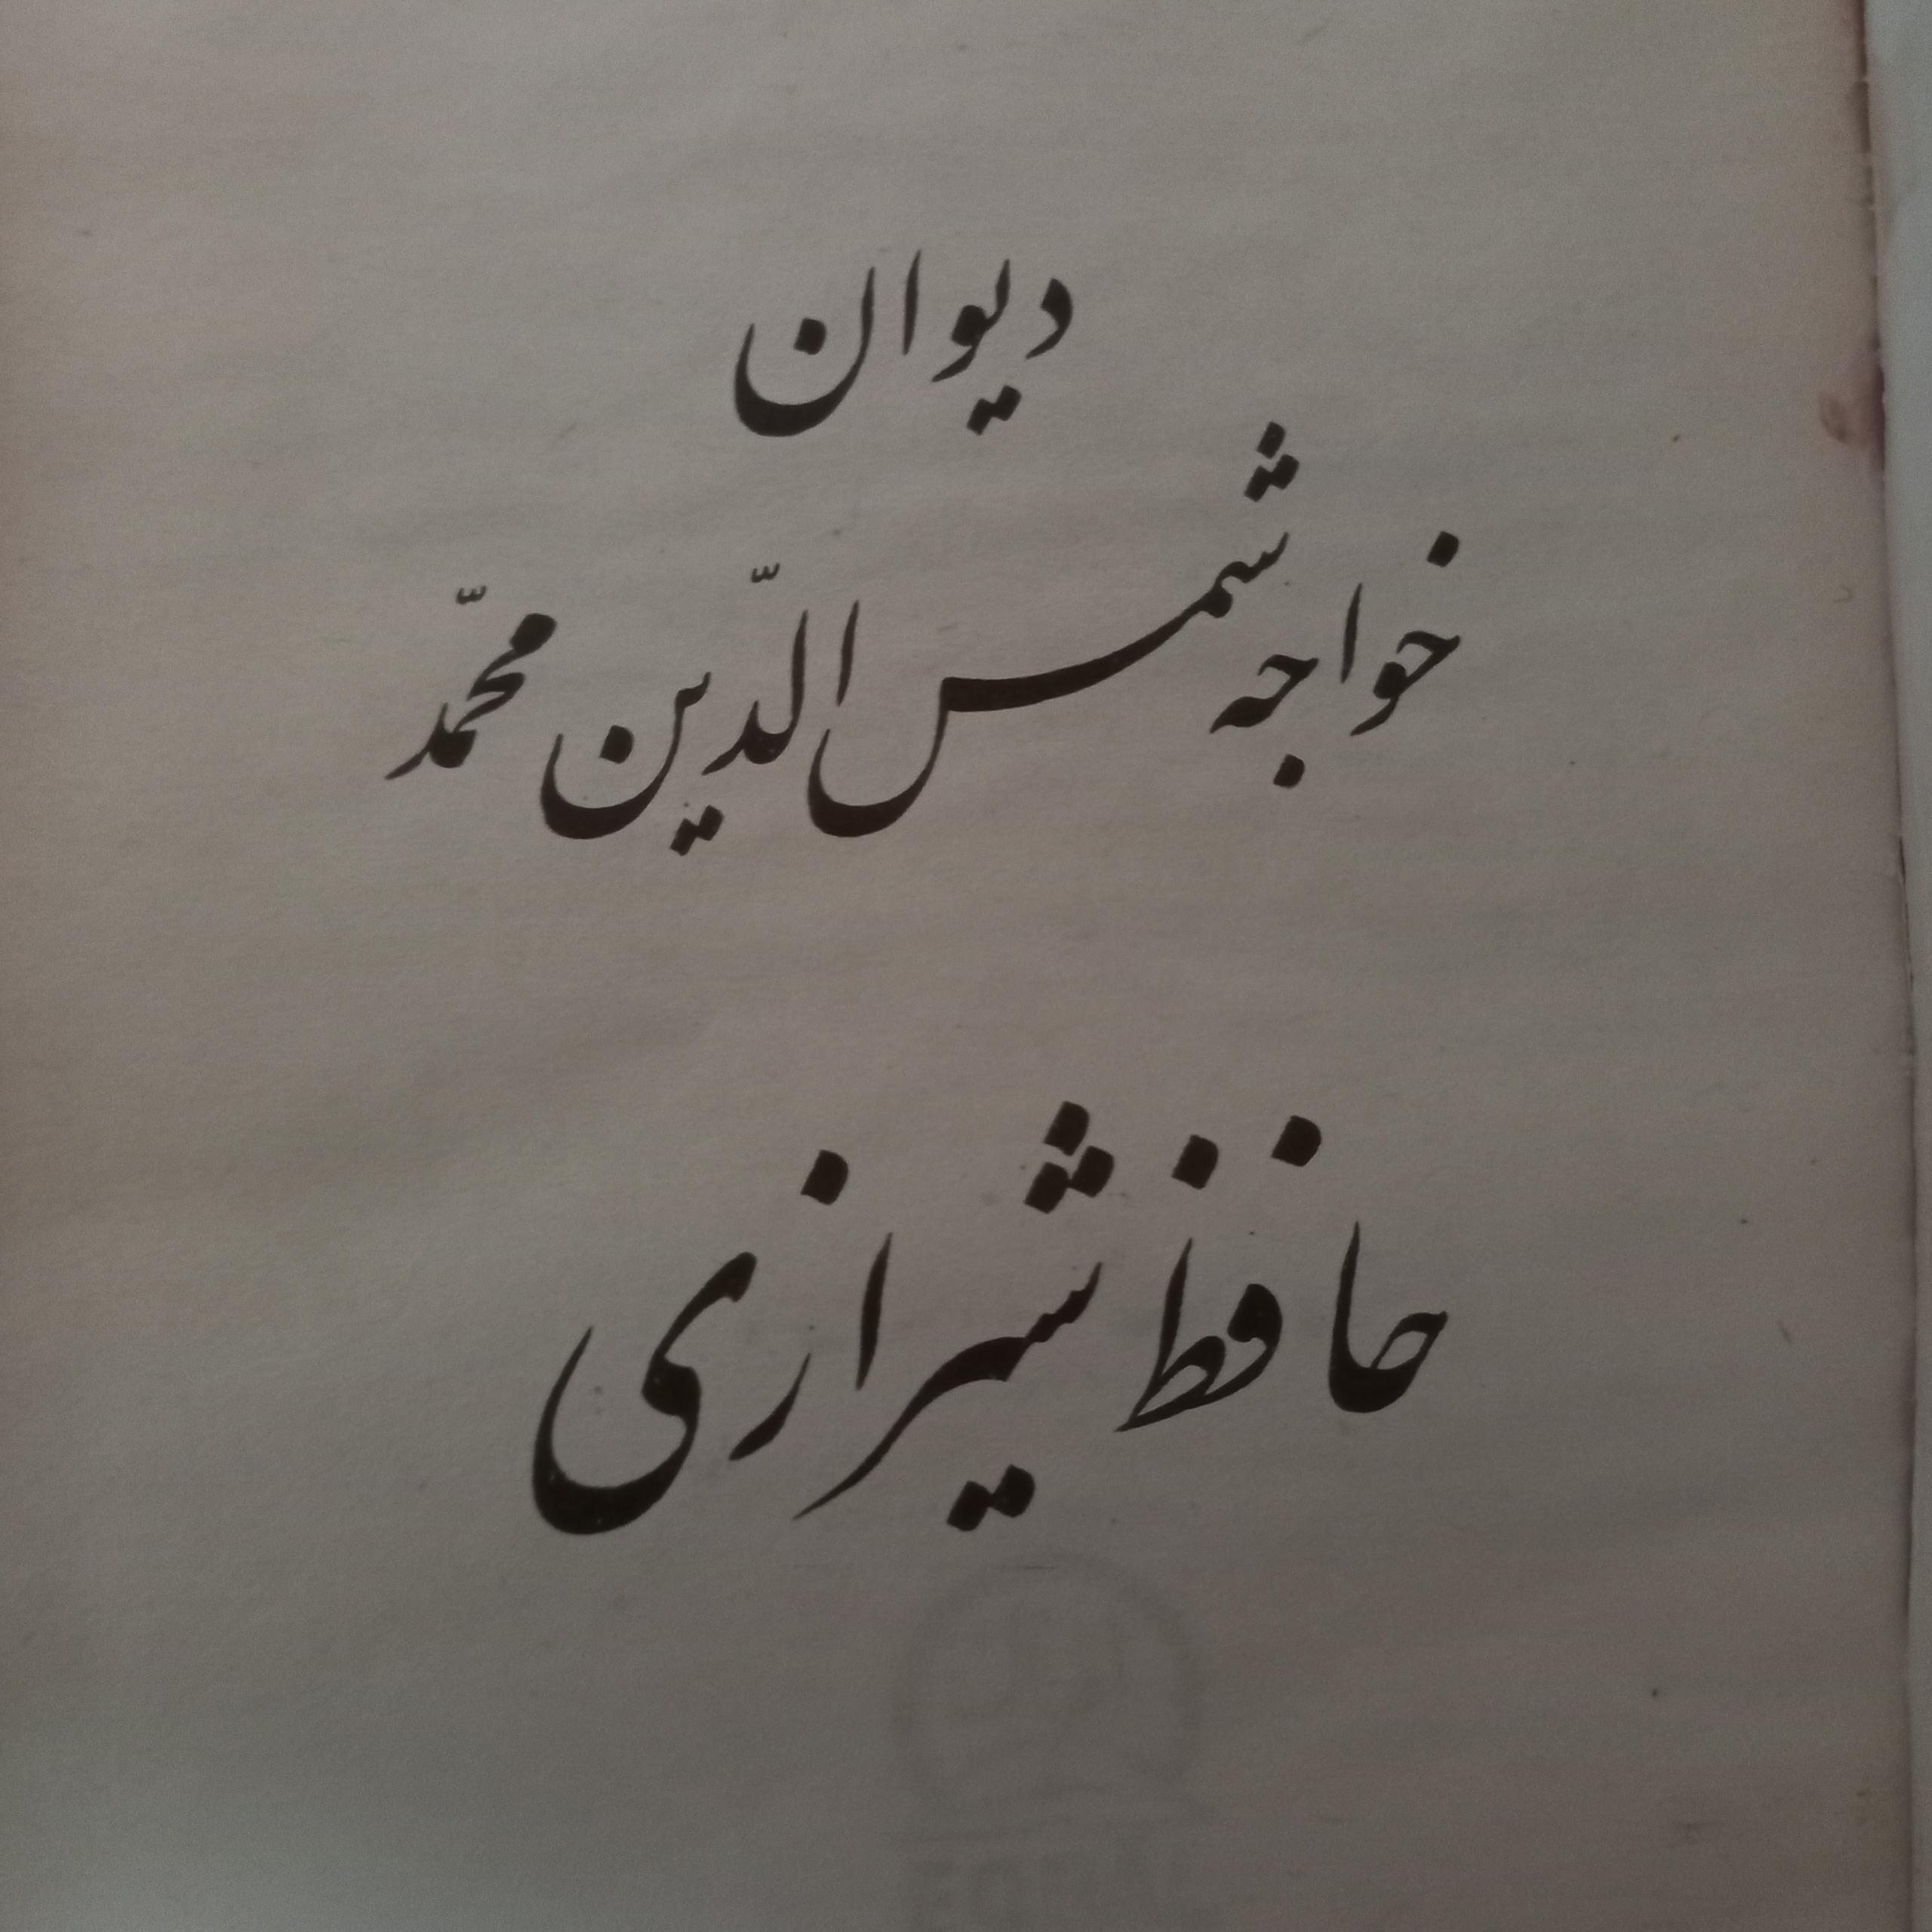 دیوان
خواجه شمس الدّین محمّد
حافظ شیرازی